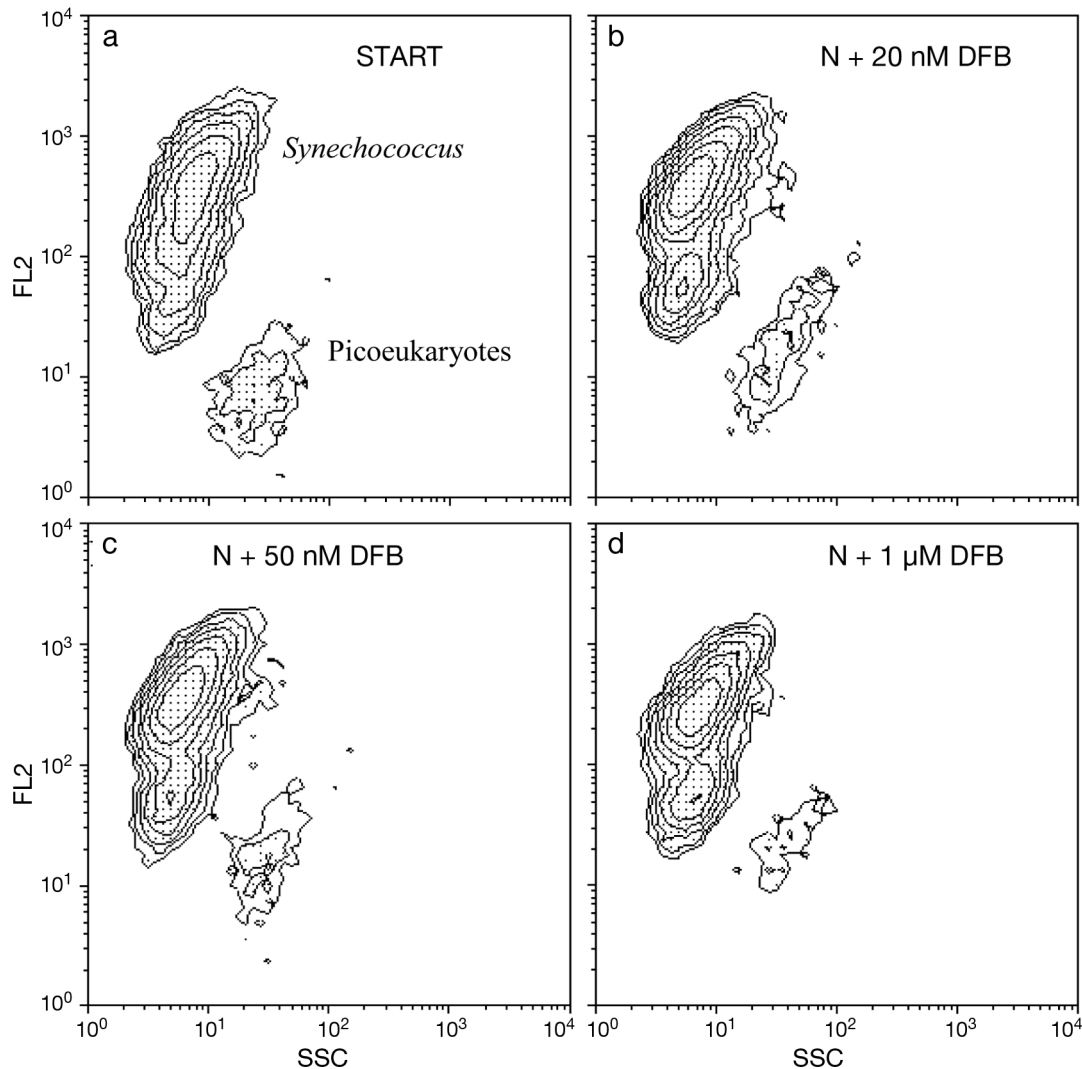 a
START
Synechococcus
Picoeukaryotes
FL2
10⁴
10³
10²
10¹
10⁰
b
N + 20 nM DFB
c
N + 50 nM DFB
FL2
10⁴
10³
10²
10¹
10⁰
10⁰ 10¹ 10² 10³ 10⁴
SSC
d
N + 1 µM DFB
10⁰ 10¹ 10² 10³ 10⁴
SSC